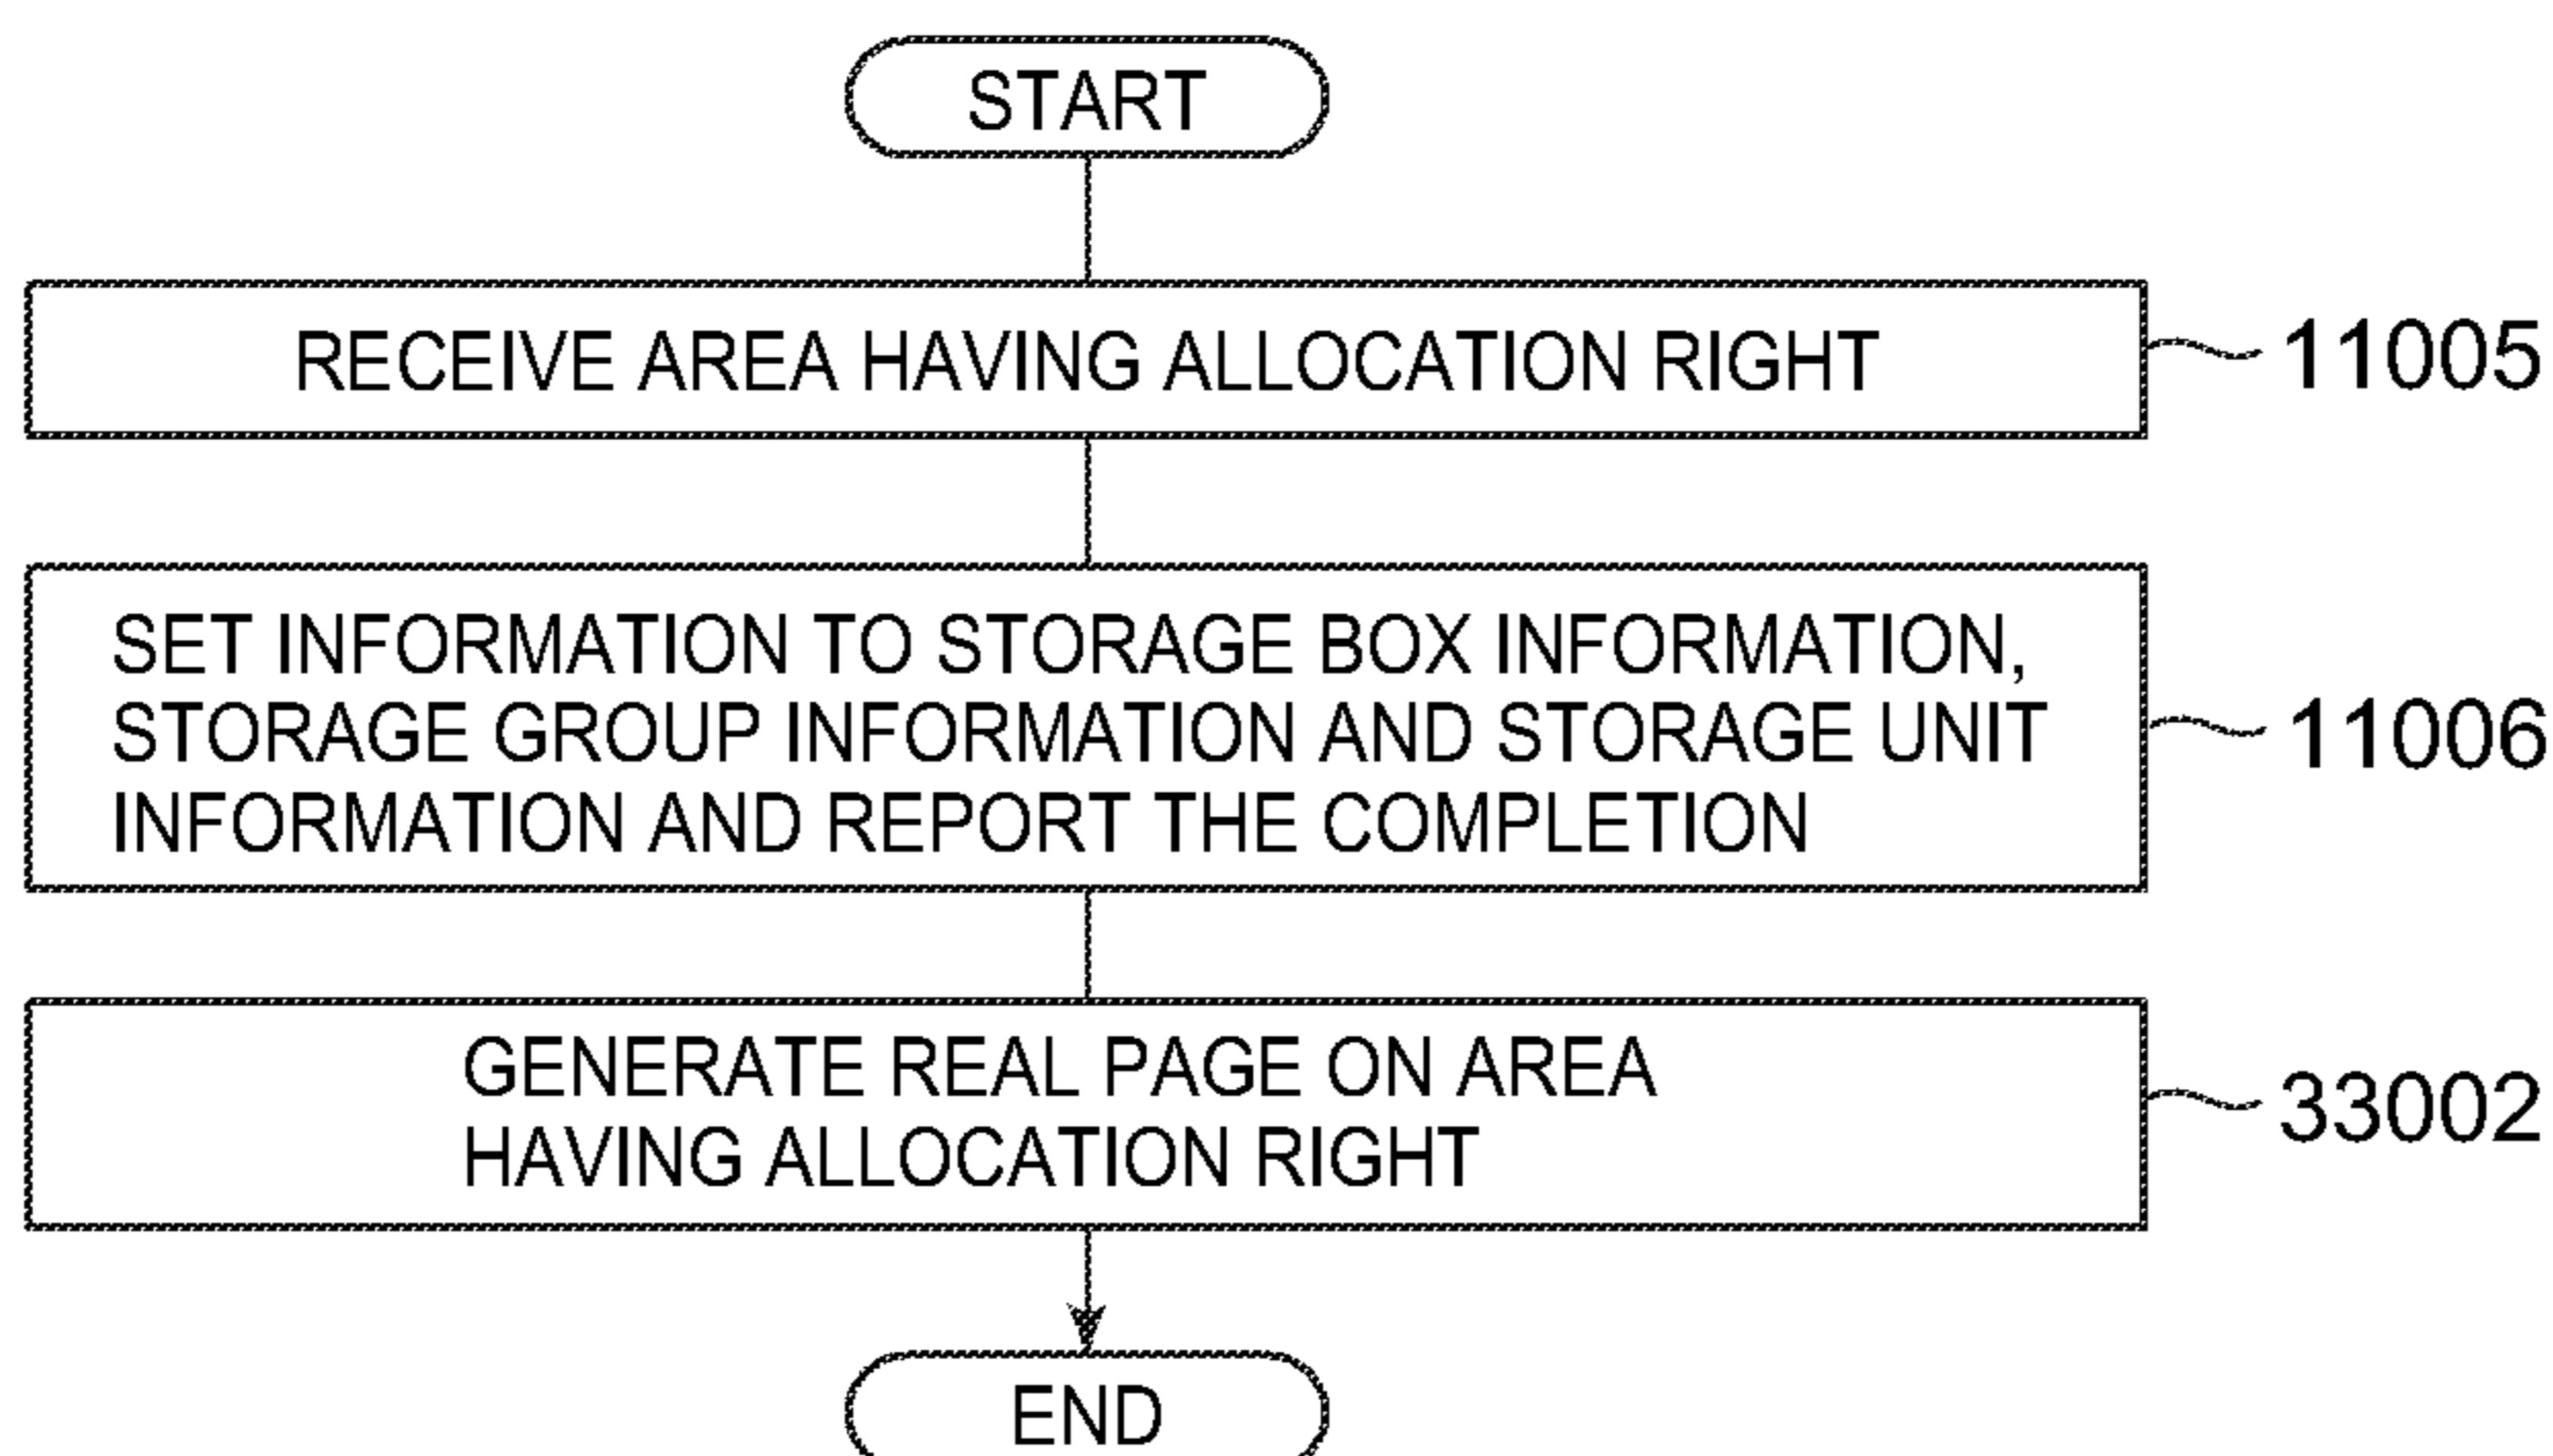 START
RECEIVE AREA HAVING ALLOCATION RIGHT
11005
SET INFORMATION TO STORAGE BOX INFORMATION,
STORAGE GROUP INFORMATION AND STORAGE UNIT
INFORMATION AND REPORT THE COMPLETION
11006
GENERATE REAL PAGE ON AREA
HAVING ALLOCATION RIGHT
33002
END